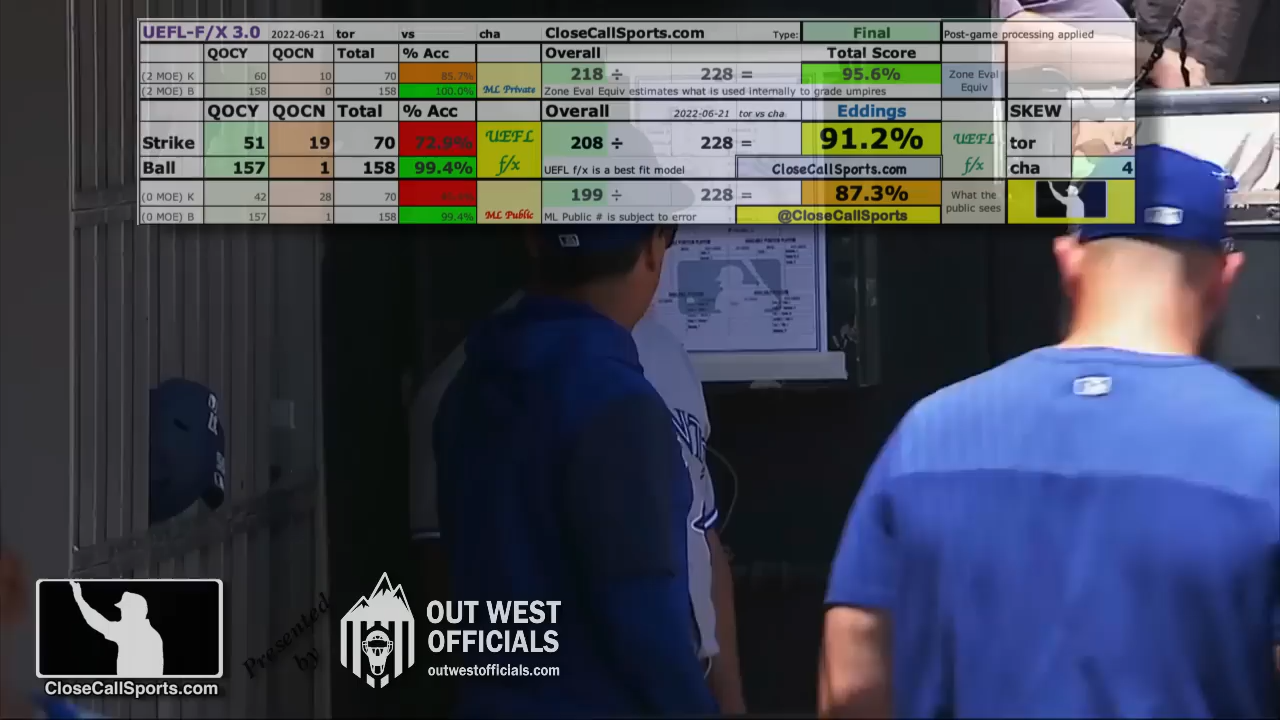 UEFL-F/X 3.0 2022-06-21 tor vs cha CloseCallSports.com Type: Final Post-game processing applied
QOCY QOCN Total % Acc Overall Total Score
(2 MOE) K 60 10 70 85.7% 218 ÷ 228 = 95.6% Zone Eval Equiv
(2 MOE) B 158 0 158 100.0% ML Private Zone Eval Equiv estimates what is used internally to grade umpires
QOCY QOCN Total % Acc Overall 2022-06-21 tor vs cha Eddings SKEW
Strike 51 19 70 72.9% UEFL 208 ÷ 228 = 91.2% UEFL tor -4
Ball 157 1 158 99.4% f/x UEFL f/x is a best fit model CloseCallSports.com f/x cha 4
(0 MOE) K 42 28 70 199 ÷ 228 = 87.3% What the public sees
(0 MOE) B 157 1 158 99.4% ML Public ML Public # is subject to error @CloseCallSports
CloseCallSports.com
Presented by
OUT WEST
OFFICIALS
outwestofficials.com